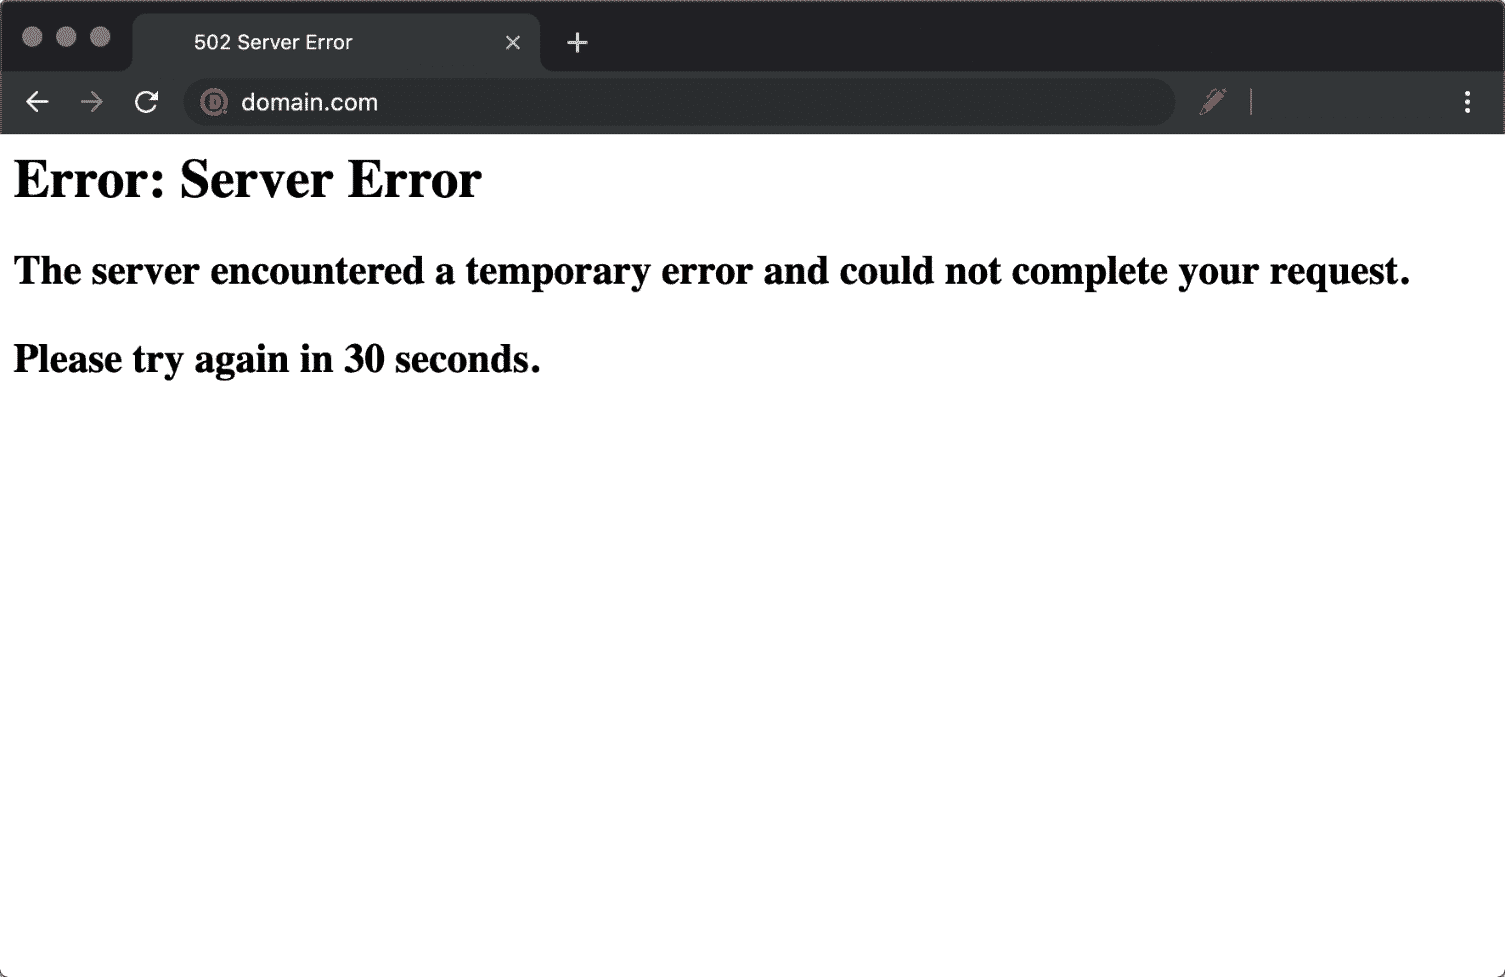 502 Server Error
domain.com
Error: Server Error
The server encountered a temporary error and could not complete your request.
Please try again in 30 seconds.